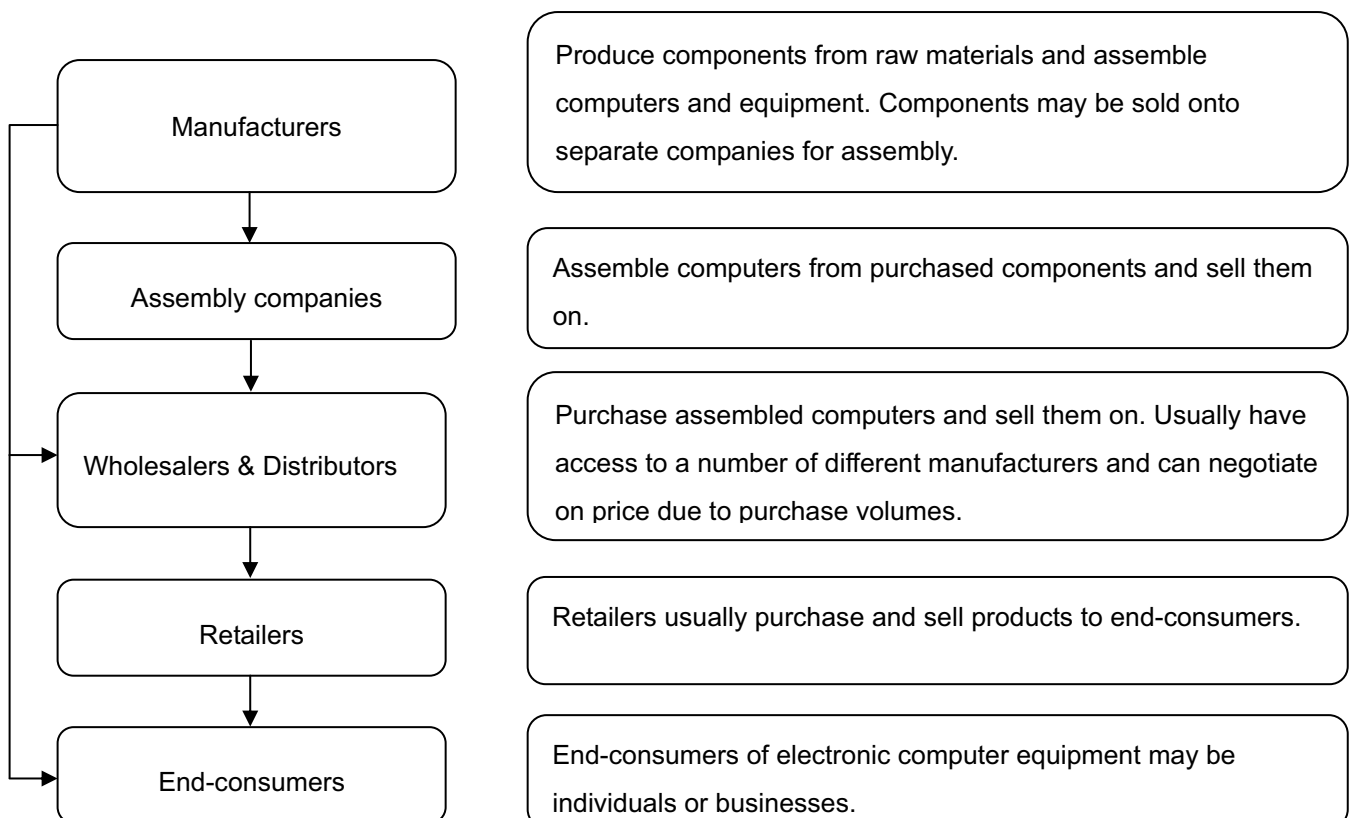 Manufacturers
Produce components from raw materials and assemble
computers and equipment. Components may be sold onto
separate companies for assembly.
Assembly companies
Assemble computers from purchased components and sell them
on.
Wholesalers & Distributors
Purchase assembled computers and sell them on. Usually have
access to a number of different manufacturers and can negotiate
on price due to purchase volumes.
Retailers
Retailers usually purchase and sell products to end-consumers.
End-consumers
End-consumers of electronic computer equipment may be
individuals or businesses.